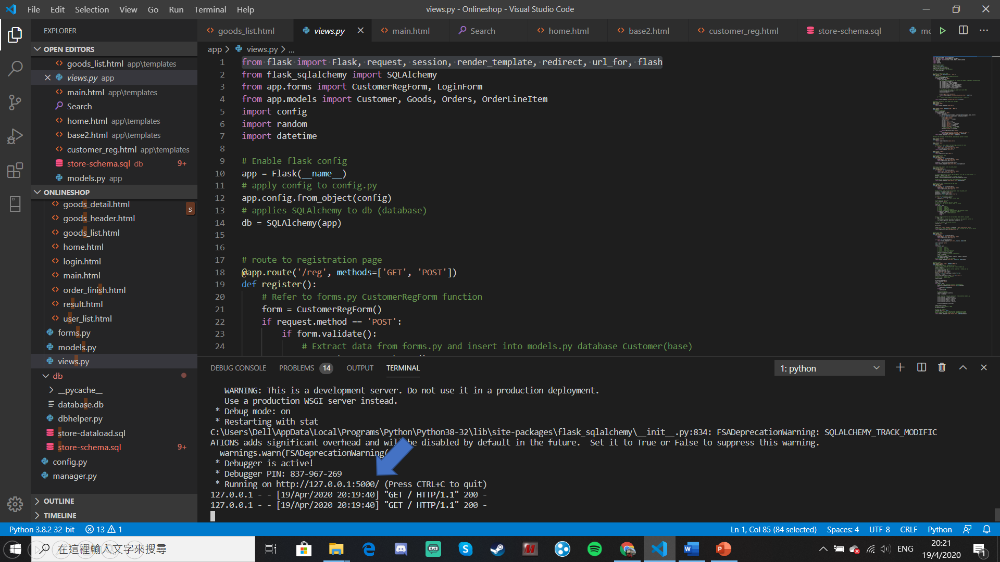 File Edit Selection View Go Run Terminal Help
views.py - Onlineshop - Visual Studio Code
EXPLORER
goods_list.html
views.py
main.html
Search
home.html
base2.html
customer_reg.html
store-schema.sql
OPEN EDITORS
goods_list.html app\templates
views.py app
main.html app\templates
Search
home.html app\templates
base2.html app\templates
customer_reg.html app\templates
store-schema.sql db 9+
models.py app
ONLINESHOP
goods_detail.html
s
goods_header.html
goods_list.html
home.html
login.html
main.html
order_finish.html
result.html
user_list.html
forms.py
models.py
views.py
db
__pycache__
database.db
dbhelper.py
store-dataload.sql
store-schema.sql 9+
config.py
manager.py
OUTLINE
TIMELINE
app > views.py > ...
1 from flask import Flask, request, session, render_template, redirect, url_for, flash
2 from flask_sqlalchemy import SQLAlchemy
3 from app.forms import CustomerRegForm, LoginForm
4 from app.models import Customer, Goods, Orders, OrderLineItem
5 import config
6 import random
7 import datetime
8
9 # Enable flask config
10 app = Flask(__name__)
11 # apply config to config.py
12 app.config.from_object(config)
13 # applies SQLAlchemy to db (database)
14 db = SQLAlchemy(app)
15
16
17 # route to registration page
18 @app.route('/reg', methods=['GET', 'POST'])
19 def register():
20 # Refer to forms.py CustomerRegForm function
21 form = CustomerRegForm()
22 if request.method == 'POST':
23 if form.validate():
24 # Extract data from forms.py and insert into models.py database Customer(base)
DEBUG CONSOLE PROBLEMS 14 OUTPUT TERMINAL
1: python
WARNING: This is a development server. Do not use it in a production deployment.
Use a production WSGI server instead.
* Debug mode: on
* Restarting with stat
C:\Users\Dell\AppData\Local\Programs\Python\Python38-32\lib\site-packages\flask_sqlalchemy\__init__.py:834: FSADeprecationWarning: SQLALCHEMY_TRACK_MODIFIC
ATIONS adds significant overhead and will be disabled by default in the future.  Set it to True or False to suppress this warning.
warnings.warn(FSADeprecationWarning(
* Debugger is active!
* Debugger PIN: 837-967-269
* Running on http://127.0.0.1:5000/ (Press CTRL+C to quit)
127.0.0.1 - - [19/Apr/2020 20:19:40] "GET / HTTP/1.1" 200 -
127.0.0.1 - - [19/Apr/2020 20:19:40] "GET / HTTP/1.1" 200 -
Python 3.8.2 32-bit 13 1
Ln 1, Col 85 (84 selected) Spaces: 4 UTF-8 CRLF Python
在這裡輸入文字來搜尋
ENG
20:21
19/4/2020
1